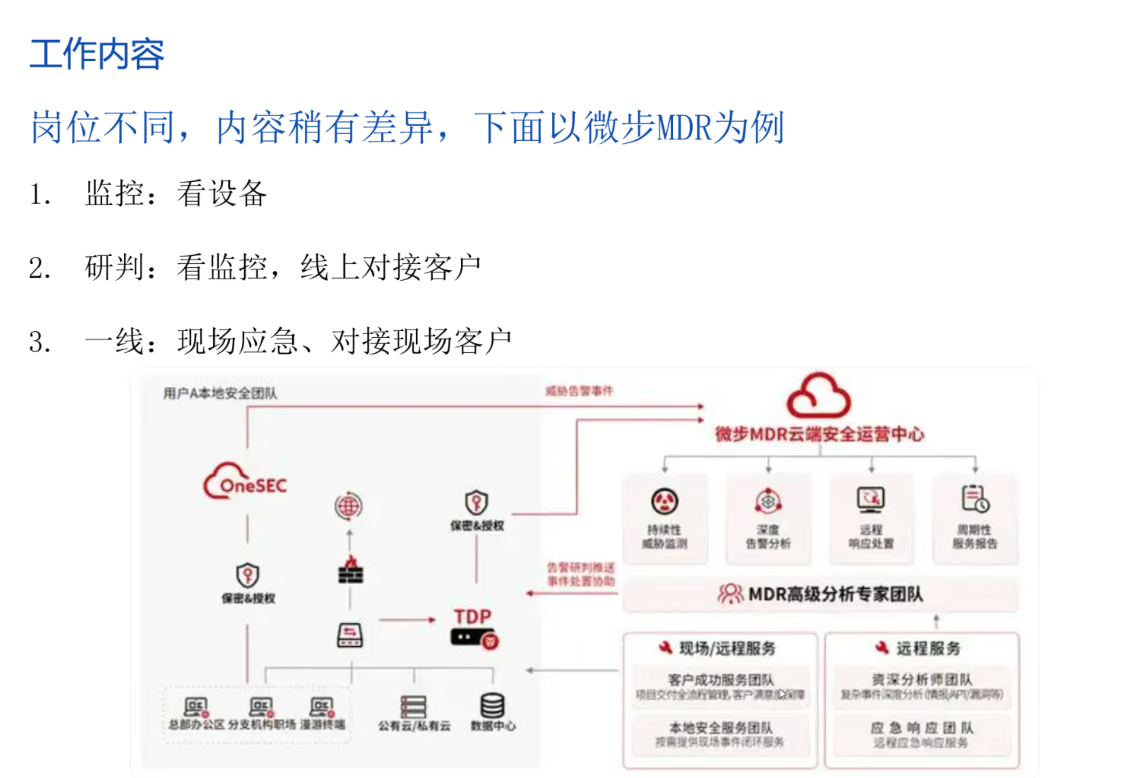 工作内容
岗位不同，内容稍有差异，下面以微步MDR为例
1. 监控：看设备
2. 研判：看监控，线上对接客户
3. 一线：现场应急、对接现场客户
用户A本地安全团队
威胁告警事件
微步MDR云端安全运营中心
OneSEC
保密&授权
保密&授权
持续性
威胁监测
深度
告警分析
远程
响应处置
周期性
服务报告
告警研判推送
事件处置协助
MDR高级分析专家团队
TDP
现场/远程服务
客户成功服务团队
项目交付全流程管理,客户满意度保障
本地安全服务团队
按需提供现场事件闭环服务
远程服务
资深分析师团队
复杂事件深度分析(情报/APT/漏洞等)
应急响应团队
远程应急响应服务
总部办公区 分支机构职场 漫游终端
公有云/私有云
数据中心